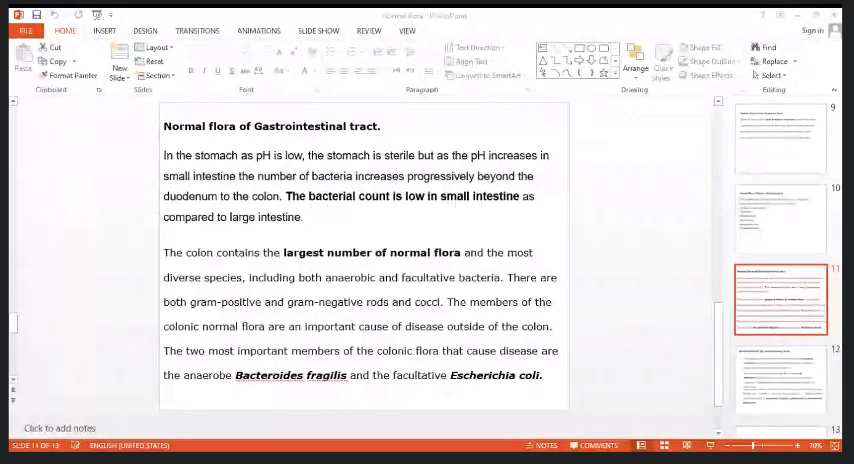 Normal flora - PowerPoint
Sign in
FILE HOME INSERT DESIGN TRANSITIONS ANIMATIONS SLIDE SHOW REVIEW VIEW
Cut
Copy
Format Painter
Paste
Clipboard
New
Slide
Layout
Reset
Section
Slides
Font
Text Direction
Align Text
Convert to SmartArt
Paragraph
Arrange
Quick
Styles
Shape Fill
Shape Outline
Shape Effects
Drawing
Find
Replace
Select
Editing
Normal flora of Gastrointestinal tract.
In the stomach as pH is low, the stomach is sterile but as the pH increases in
small intestine the number of bacteria increases progressively beyond the
duodenum to the colon. The bacterial count is low in small intestine as
compared to large intestine.
The colon contains the largest number of normal flora and the most
diverse species, including both anaerobic and facultative bacteria. There are
both gram-positive and gram-negative rods and cocci. The members of the
colonic normal flora are an important cause of disease outside of the colon.
The two most important members of the colonic flora that cause disease are
the anaerobe Bacteroides fragilis and the facultative Escherichia coli.
9
10
11
12
13
Click to add notes
SLIDE 11 OF 13 ENGLISH (UNITED STATES) NOTES COMMENTS 70%